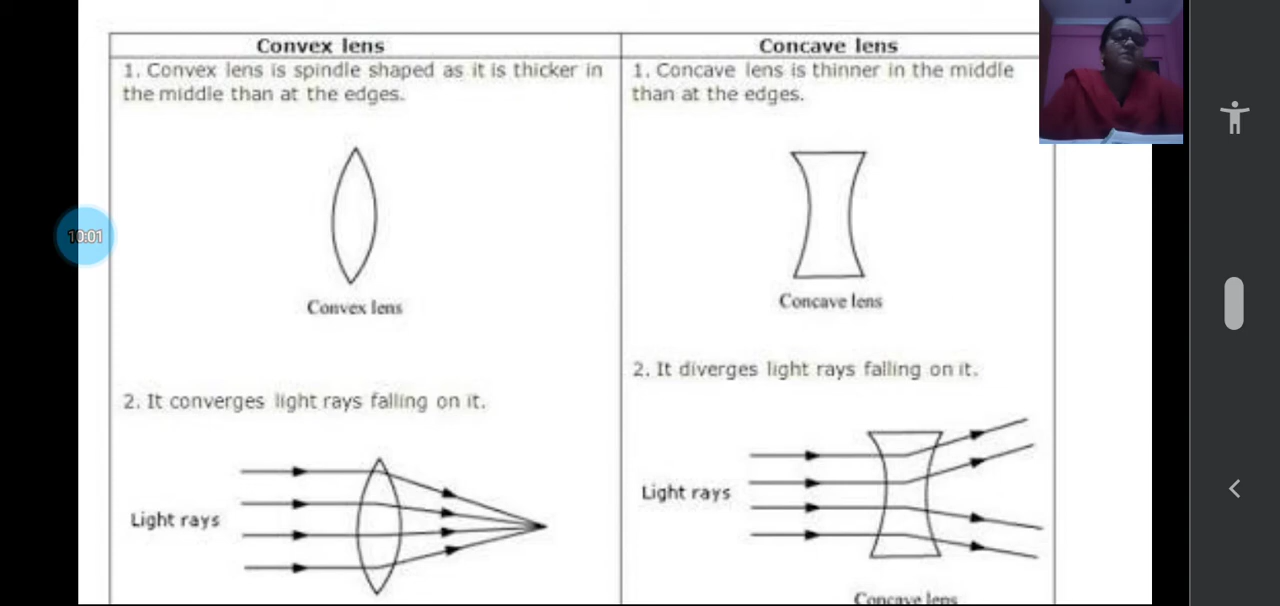 Convex lens
Concave lens
1. Convex lens is spindle shaped as it is thicker in
the middle than at the edges.
1. Concave lens is thinner in the middle
than at the edges.
Convex lens
Concave lens
10:01
2. It converges light rays falling on it.
2. It diverges light rays falling on it.
Light rays
Light rays
Concave lens